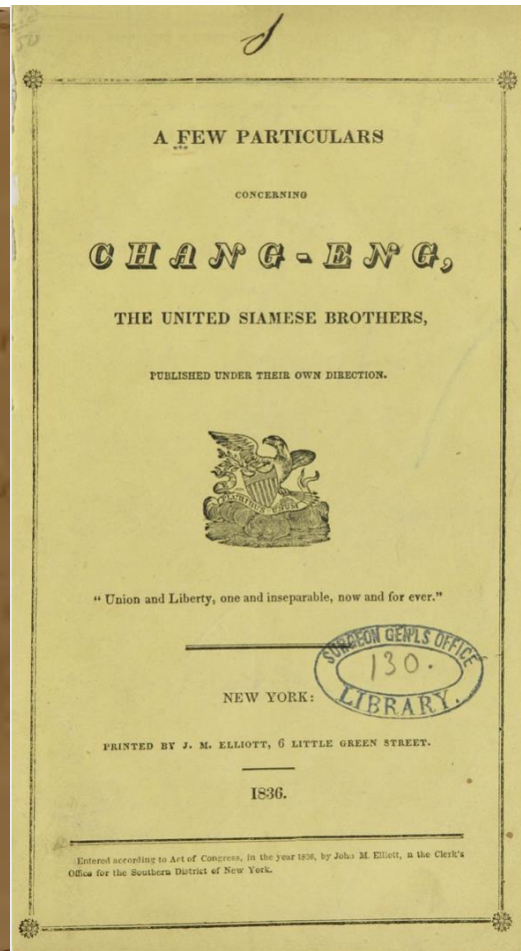 A FEW PARTICULARS
CONCERNING
CHANG-ENG,
THE UNITED SIAMESE BROTHERS,
PUBLISHED UNDER THEIR OWN DIRECTION.
"Union and Liberty, one and inseparable, now and for ever."
SURGEON GEN'LS OFFICE
130.
LIBRARY.
NEW YORK:
PRINTED BY J. M. ELLIOTT, 6 LITTLE GREEN STREET.
1836.
Entered according to Act of Congress, in the year 1836, by John M. Elliott, n the Clerk's
Office for the Southern District of New York.